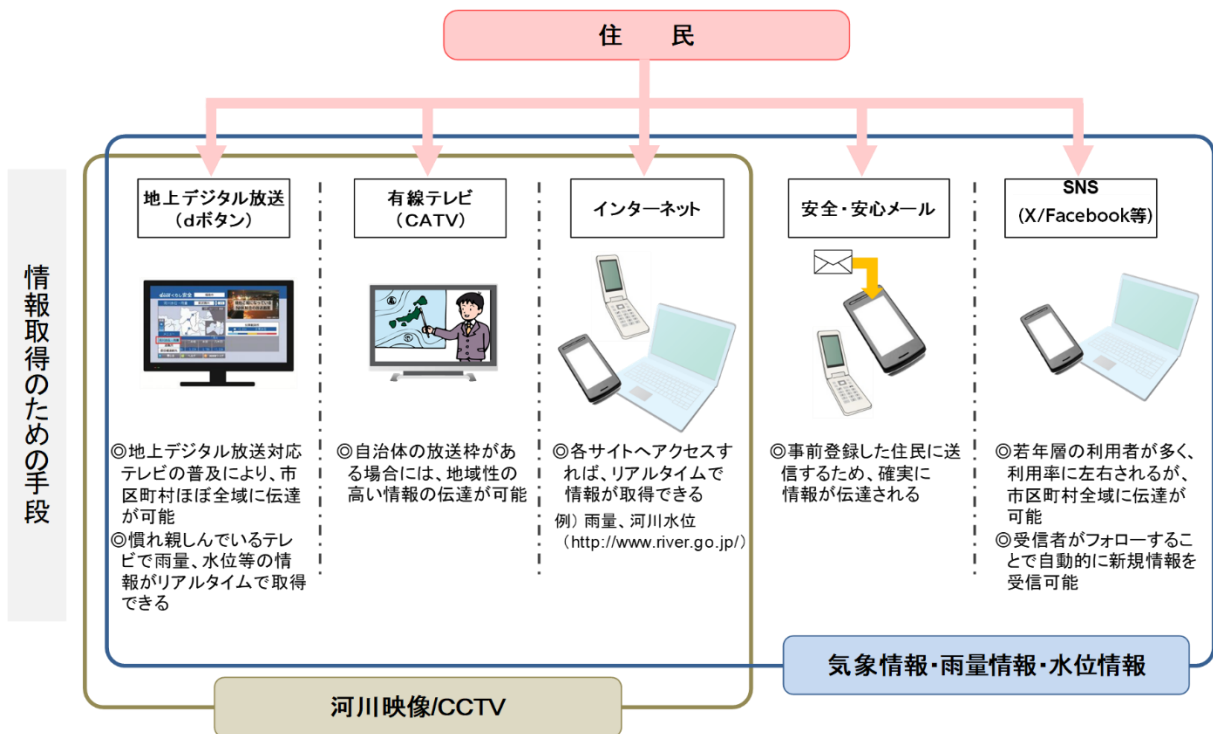 住　民
情報取得のための手段
地上デジタル放送
（dボタン）
有線テレビ
（CATV）
インターネット
安全・安心メール
SNS
(X/Facebook等)
◎地上デジタル放送対応
テレビの普及により、市
区町村ほぼ全域に伝達
が可能
◎慣れ親しんでいるテレ
ビで雨量、水位等の情
報がリアルタイムで取得
できる
◎自治体の放送枠があ
る場合には、地域性の
高い情報の伝達が可能
◎各サイトへアクセスす
れば、リアルタイムで
情報が取得できる
例）雨量、河川水位
（http://www.river.go.jp/）
◎事前登録した住民に送
信するため、確実に
情報が伝達される
◎若年層の利用者が多く、
利用率に左右されるが、
市区町村全域に伝達が
可能
◎受信者がフォローするこ
とで自動的に新規情報を
受信可能
気象情報・雨量情報・水位情報
河川映像/CCTV